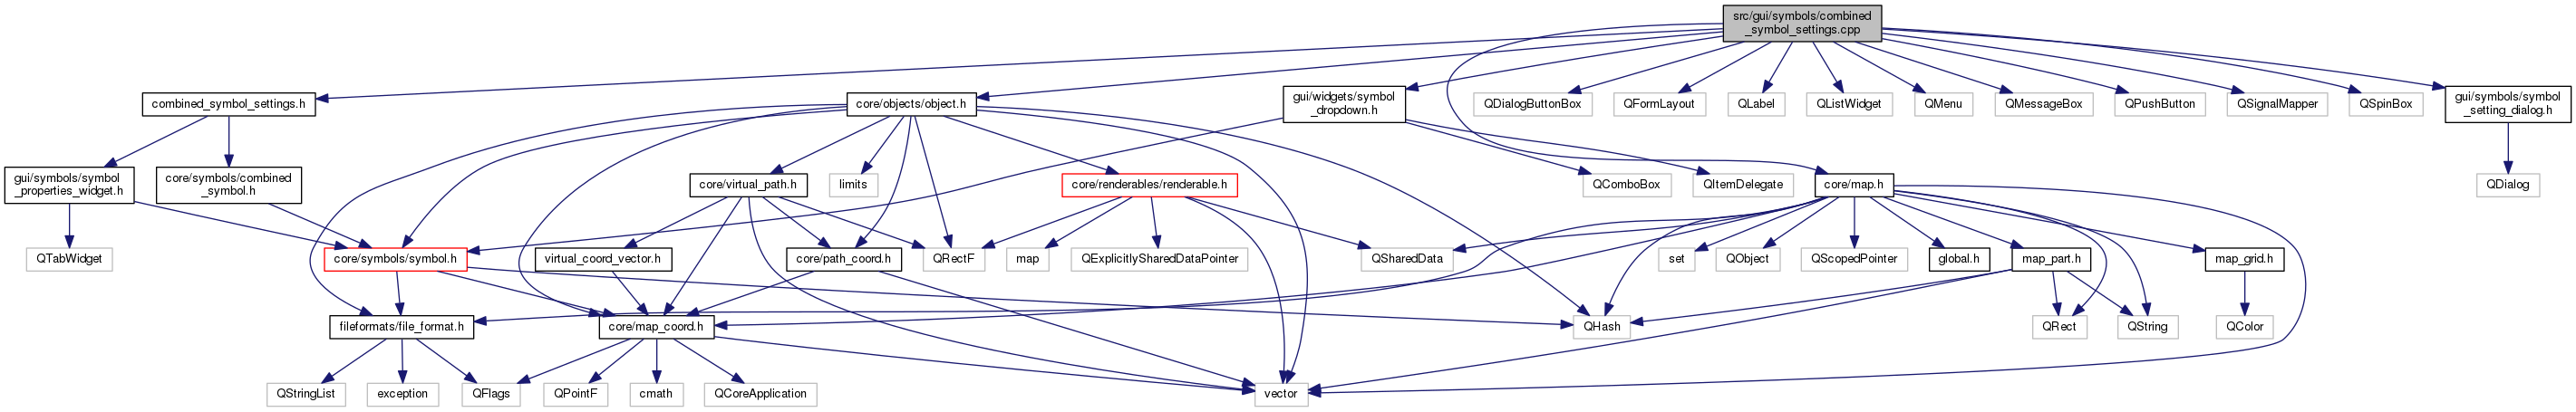 src/gui/symbols/combined
_symbol_settings.cpp
combined_symbol_settings.h
core/objects/object.h
gui/widgets/symbol
_dropdown.h
QDialogButtonBox
QFormLayout
QLabel
QListWidget
QMenu
QMessageBox
QPushButton
QSignalMapper
QSpinBox
gui/symbols/symbol
_setting_dialog.h
gui/symbols/symbol
_properties_widget.h
core/symbols/combined
_symbol.h
core/virtual_path.h
limits
core/renderables/renderable.h
QComboBox
QItemDelegate
core/map.h
QDialog
QTabWidget
core/symbols/symbol.h
virtual_coord_vector.h
core/path_coord.h
QRectF
map
QExplicitlySharedDataPointer
QSharedData
set
QObject
QScopedPointer
global.h
map_part.h
map_grid.h
fileformats/file_format.h
core/map_coord.h
QHash
QRect
QString
QColor
QStringList
exception
QFlags
QPointF
cmath
QCoreApplication
vector